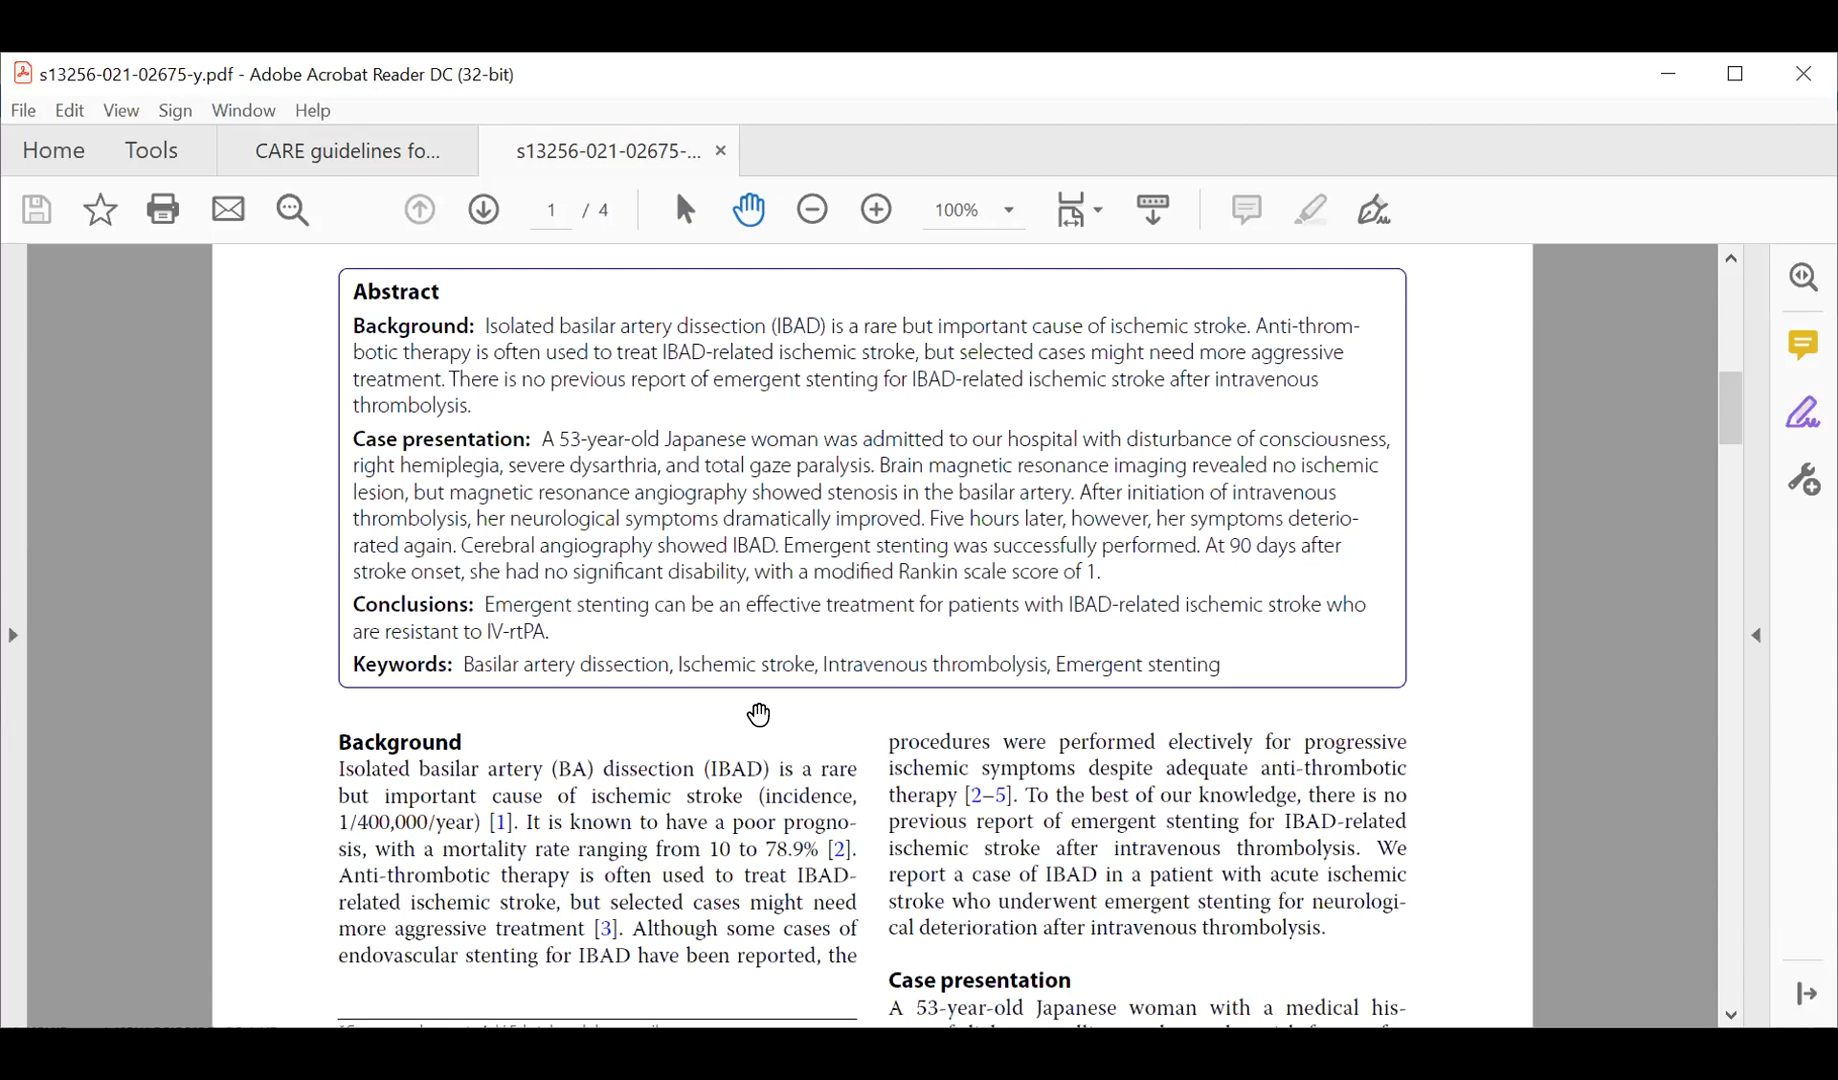 s13256-021-02675-y.pdf - Adobe Acrobat Reader DC (32-bit)
File Edit View Sign Window Help
Home Tools CARE guidelines fo... s13256-021-02675-... ×
1 / 4 100%
Abstract
Background: Isolated basilar artery dissection (IBAD) is a rare but important cause of ischemic stroke. Anti-throm-
botic therapy is often used to treat IBAD-related ischemic stroke, but selected cases might need more aggressive
treatment. There is no previous report of emergent stenting for IBAD-related ischemic stroke after intravenous
thrombolysis.
Case presentation: A 53-year-old Japanese woman was admitted to our hospital with disturbance of consciousness,
right hemiplegia, severe dysarthria, and total gaze paralysis. Brain magnetic resonance imaging revealed no ischemic
lesion, but magnetic resonance angiography showed stenosis in the basilar artery. After initiation of intravenous
thrombolysis, her neurological symptoms dramatically improved. Five hours later, however, her symptoms deterio-
rated again. Cerebral angiography showed IBAD. Emergent stenting was successfully performed. At 90 days after
stroke onset, she had no significant disability, with a modified Rankin scale score of 1.
Conclusions: Emergent stenting can be an effective treatment for patients with IBAD-related ischemic stroke who
are resistant to IV-rtPA.
Keywords: Basilar artery dissection, Ischemic stroke, Intravenous thrombolysis, Emergent stenting
Background
Isolated basilar artery (BA) dissection (IBAD) is a rare
but important cause of ischemic stroke (incidence,
1/400,000/year) [1]. It is known to have a poor progno-
sis, with a mortality rate ranging from 10 to 78.9% [2].
Anti-thrombotic therapy is often used to treat IBAD-
related ischemic stroke, but selected cases might need
more aggressive treatment [3]. Although some cases of
endovascular stenting for IBAD have been reported, the
procedures were performed electively for progressive
ischemic symptoms despite adequate anti-thrombotic
therapy [2–5]. To the best of our knowledge, there is no
previous report of emergent stenting for IBAD-related
ischemic stroke after intravenous thrombolysis. We
report a case of IBAD in a patient with acute ischemic
stroke who underwent emergent stenting for neurologi-
cal deterioration after intravenous thrombolysis.
Case presentation
A 53-year-old Japanese woman with a medical his-